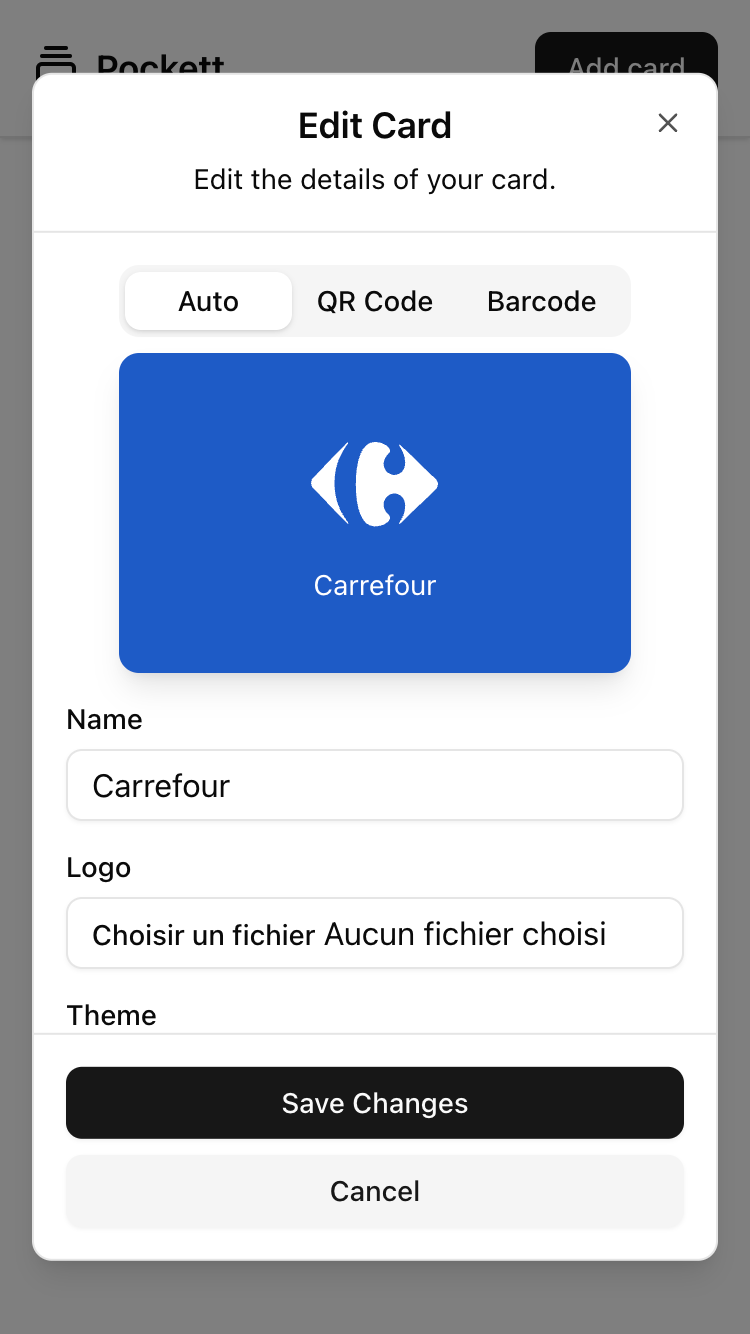 Pockett
Add card
Edit Card
Edit the details of your card.
Auto
QR Code
Barcode
Carrefour
Name
Carrefour
Logo
Choisir un fichier Aucun fichier choisi
Theme
Save Changes
Cancel